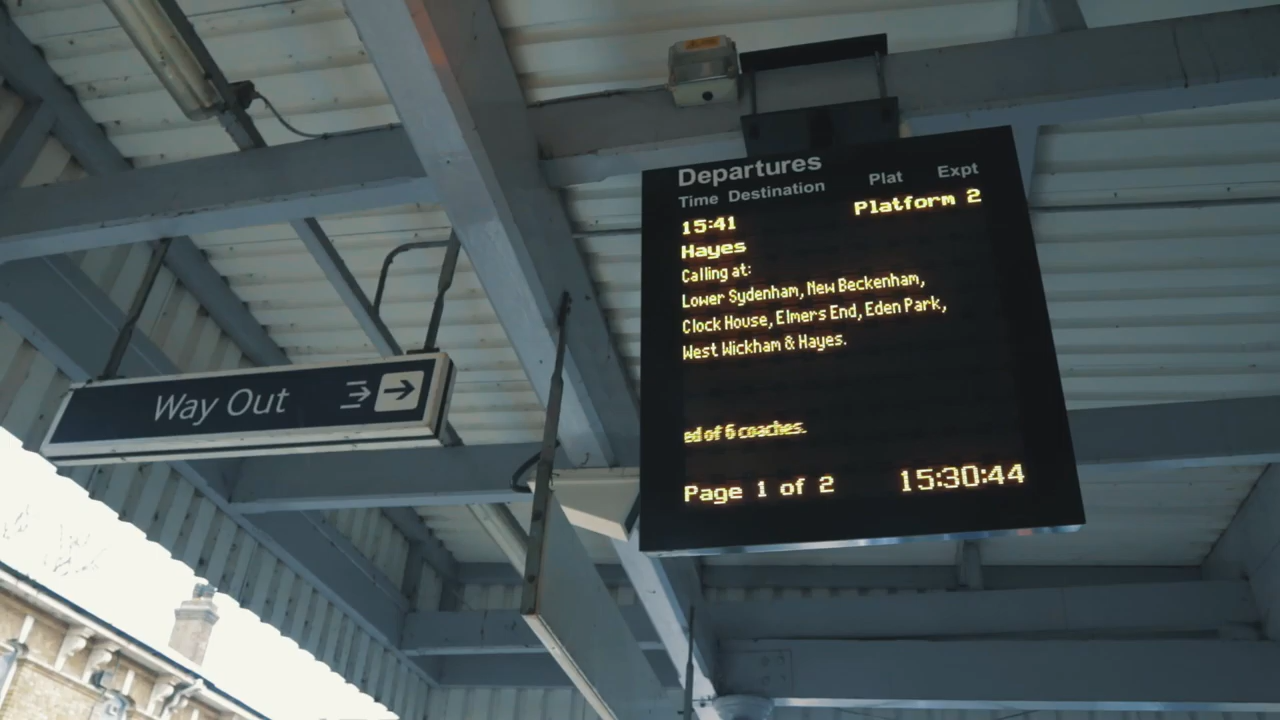 Departures
Time Destination Plat Expt
15:41 Platform 2
Hayes
Calling at:
Lower Sydenham, New Beckenham,
Clock House, Elmers End, Eden Park,
West Wickham & Hayes.
ed of 6 coaches.
Page 1 of 2 15:30:44
Way Out